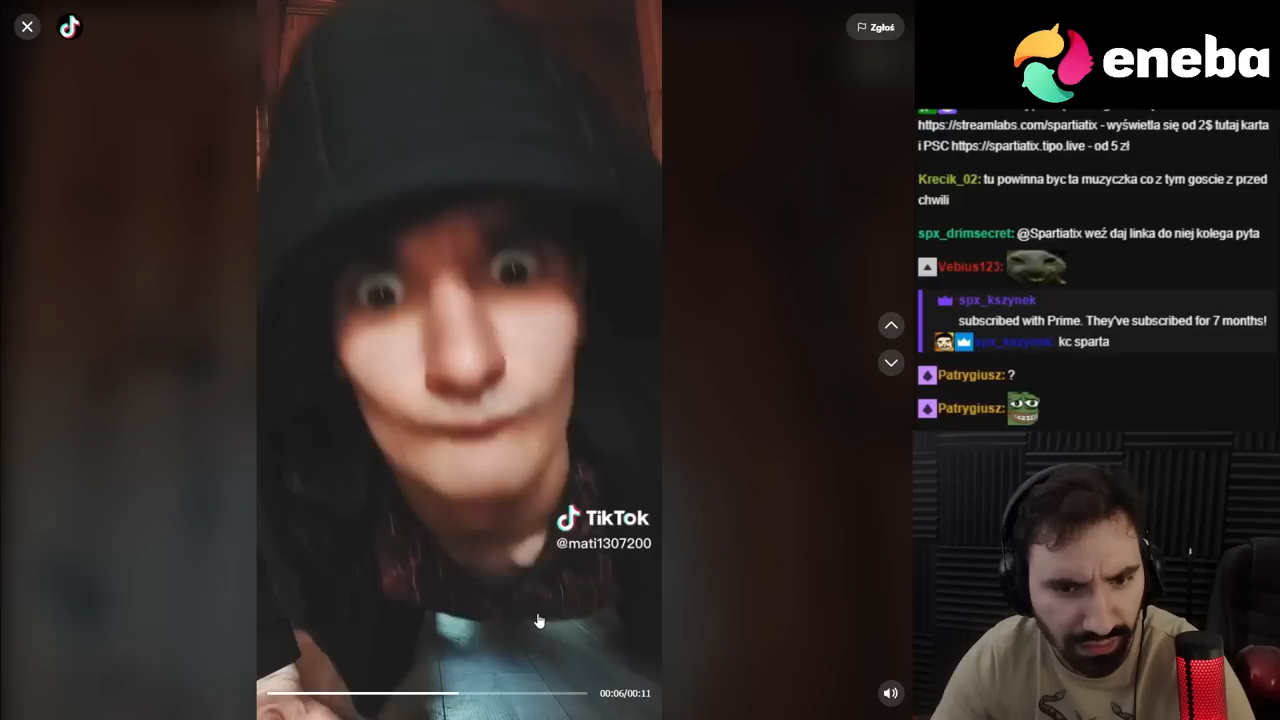 Zgłoś
eneba
https://streamlabs.com/spartiatix - wyświetla się od 2$ tutaj karta
i PSC https://spartiatix.tipo.live - od 5 zł
Krecik_02: tu powinna byc ta muzyczka co z tym goscie z przed
chwili
spx_drimsecret: @Spartiatix weź daj linka do niej kolega pyta
Vebius123:
spx_kszynek
subscribed with Prime. They've subscribed for 7 months!
spx_kszynek: kc sparta
Patrygiusz: ?
Patrygiusz:
TikTok
@mati1307200
00:06/00:11